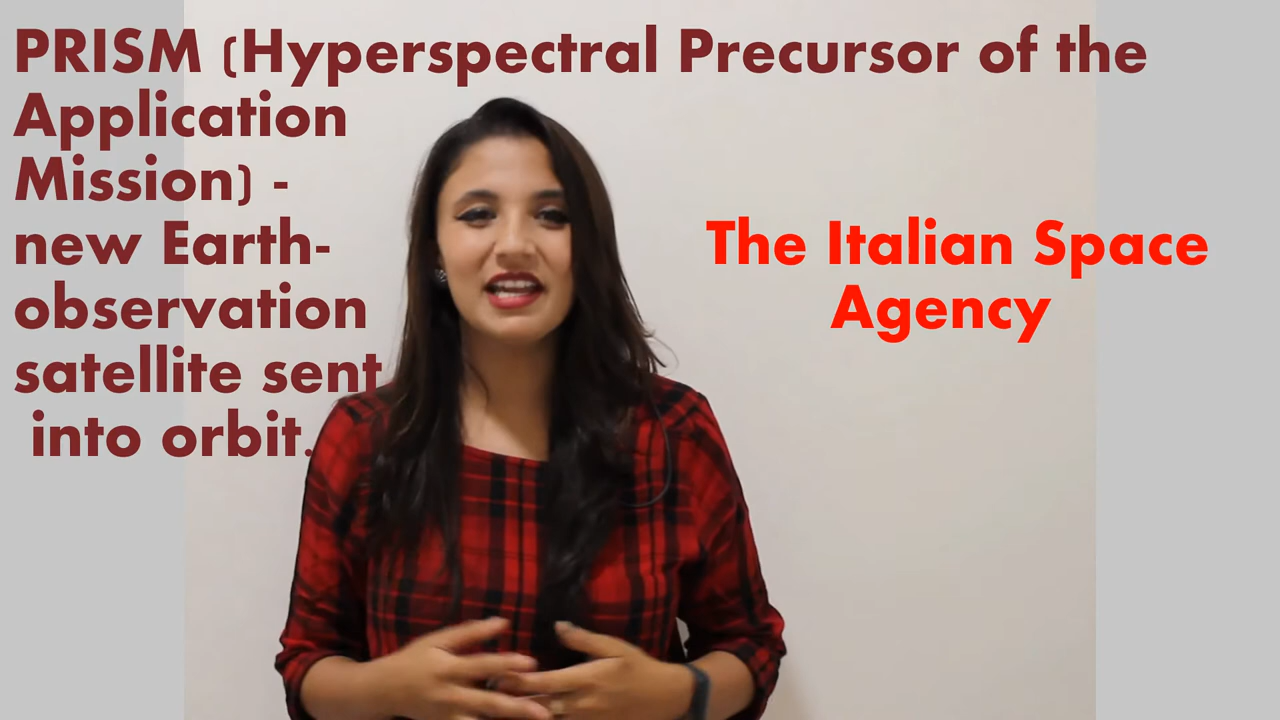 PRISM (Hyperspectral Precursor of the
Application
Mission) -
new Earth-
observation
satellite sent
into orbit.
The Italian Space
Agency